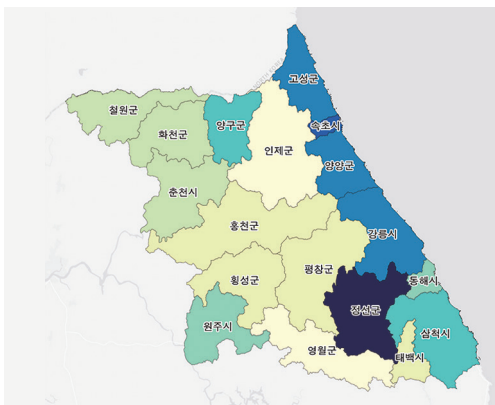 고성군
철원군
속초시
양구군
화천군
인제군
양양군
춘천시
홍천군
강릉시
평창군
동해시
횡성군
정선군
원주시
삼척시
영월군
태백시